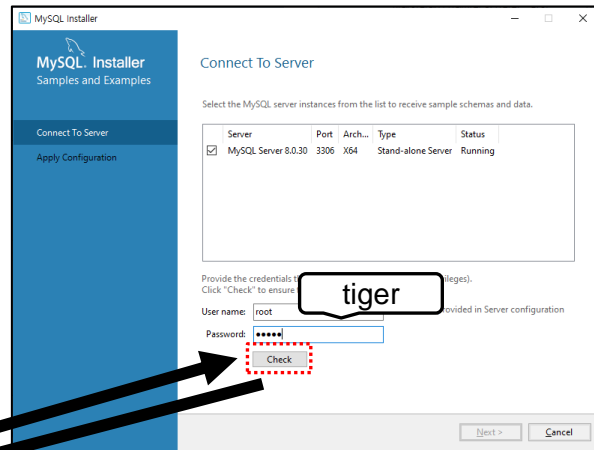 MySQL Installer
MySQL. Installer
Samples and Examples
Connect To Server
Apply Configuration
Connect To Server
Select the MySQL server instances from the list to receive sample schemas and data.
Server Port Arch... Type Status
MySQL Server 8.0.30 3306 X64 Stand-alone Server Running
Provide the credentials ileges).
Click "Check" to ensure
tiger
User name: root rovided in Server configuration
Password: •••••
Check
Next > Cancel